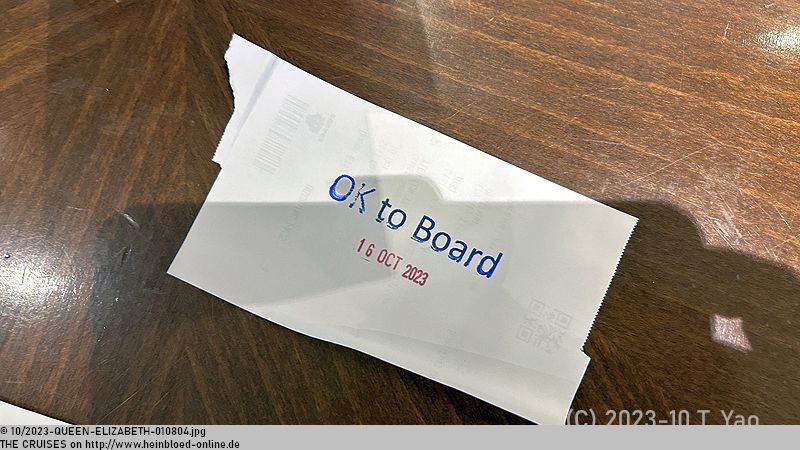 OK to Board
16 OCT 2023
(C) 2023-10 T. Yao
© 10/2023-QUEEN-ELIZABETH-010804.jpg
THE CRUISES on http://www.heinbloed-online.de